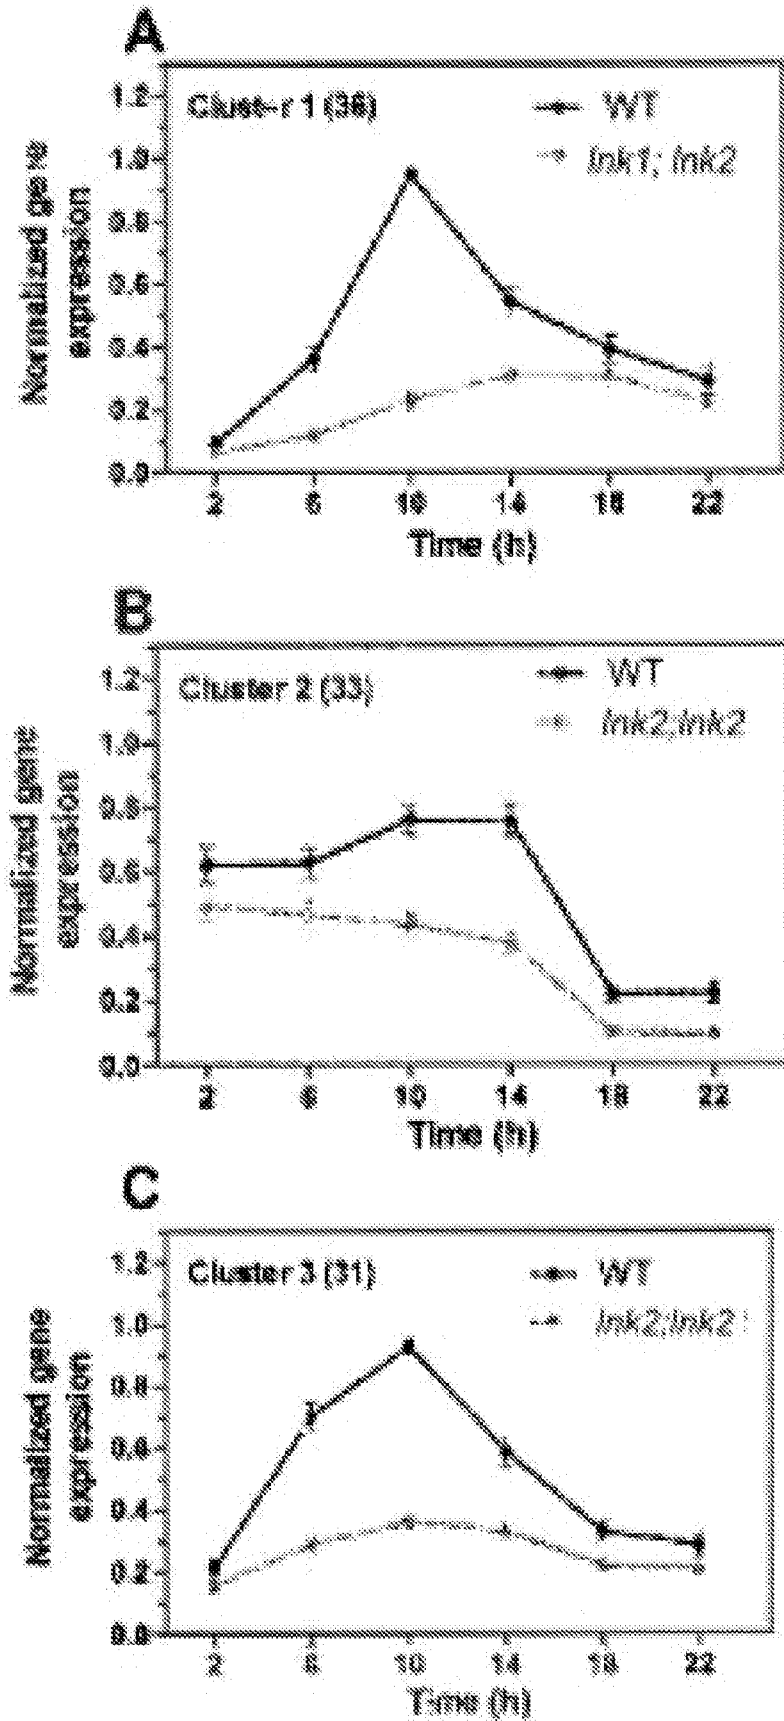 A
Clust-r 1 (36)
WT
lnk1; lnk2
1.2
1.0
0.8
0.6
0.4
0.2
0.0
Normalized gene
expression
2 6 10 14 18 22
Time (h)
B
Cluster 2 (33)
WT
lnk2;lnk2
1.2
1.0
0.8
0.6
0.4
0.2
0.0
Normalized gene
expression
2 6 10 14 18 22
Time (h)
C
Cluster 3 (31)
WT
lnk2;lnk2
1.2
1.0
0.8
0.6
0.4
0.2
0.0
Normalized gene
expression
2 6 10 14 18 22
Time (h)